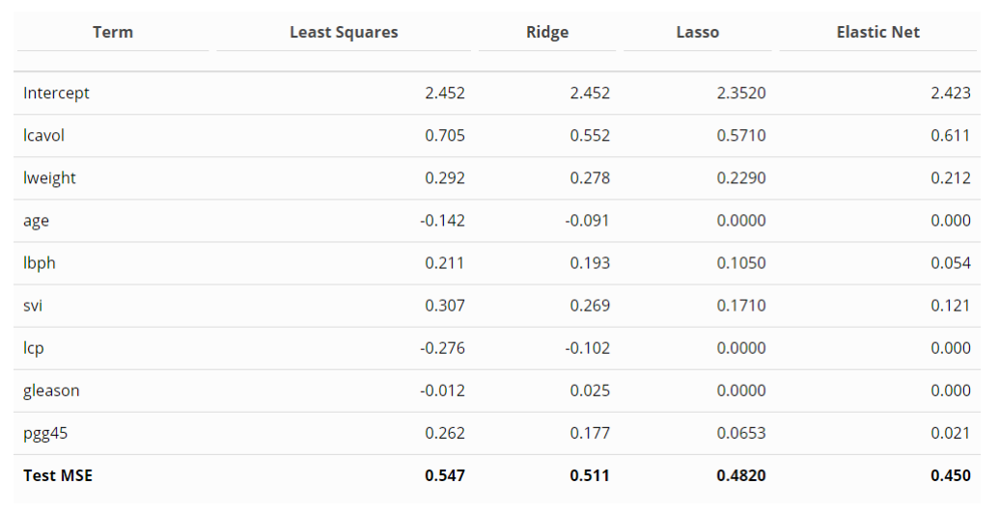 Term Least Squares Ridge Lasso Elastic Net
Intercept 2.452 2.452 2.3520 2.423
lcavol 0.705 0.552 0.5710 0.611
lweight 0.292 0.278 0.2290 0.212
age -0.142 -0.091 0.0000 0.000
lbph 0.211 0.193 0.1050 0.054
svi 0.307 0.269 0.1710 0.121
lcp -0.276 -0.102 0.0000 0.000
gleason -0.012 0.025 0.0000 0.000
pgg45 0.262 0.177 0.0653 0.021
Test MSE 0.547 0.511 0.4820 0.450